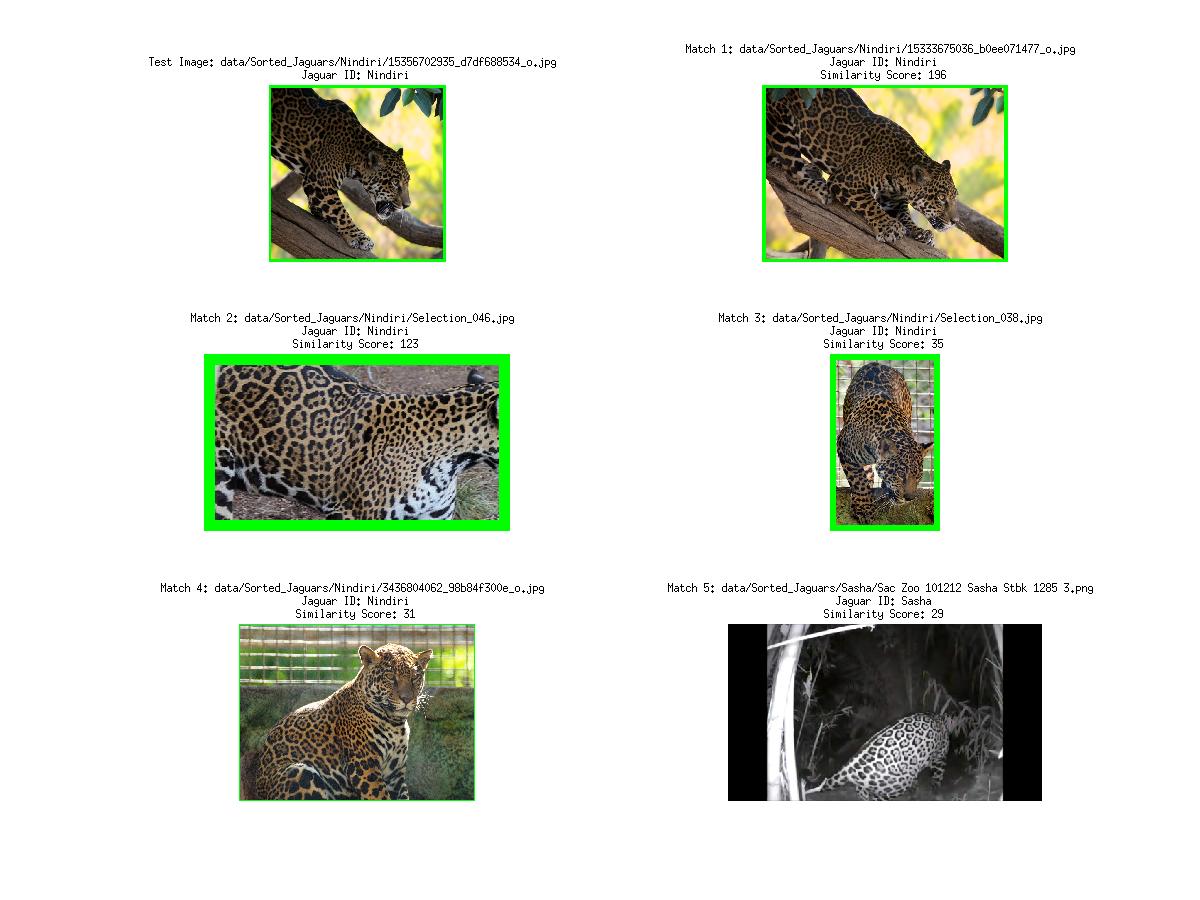 Test Image: data/Sorted_Jaguars/Nindiri/15356702935_d7df688534_o.jpg
Jaguar ID: Nindiri
Match 1: data/Sorted_Jaguars/Nindiri/15333675036_b0ee071477_o.jpg
Jaguar ID: Nindiri
Similarity Score: 196
Match 2: data/Sorted_Jaguars/Nindiri/Selection_046.jpg
Jaguar ID: Nindiri
Similarity Score: 123
Match 3: data/Sorted_Jaguars/Nindiri/Selection_038.jpg
Jaguar ID: Nindiri
Similarity Score: 35
Match 4: data/Sorted_Jaguars/Nindiri/3436804062_98b84f300e_o.jpg
Jaguar ID: Nindiri
Similarity Score: 31
Match 5: data/Sorted_Jaguars/Sasha/Sac Zoo 101212 Sasha Stbk 1285 3.png
Jaguar ID: Sasha
Similarity Score: 29